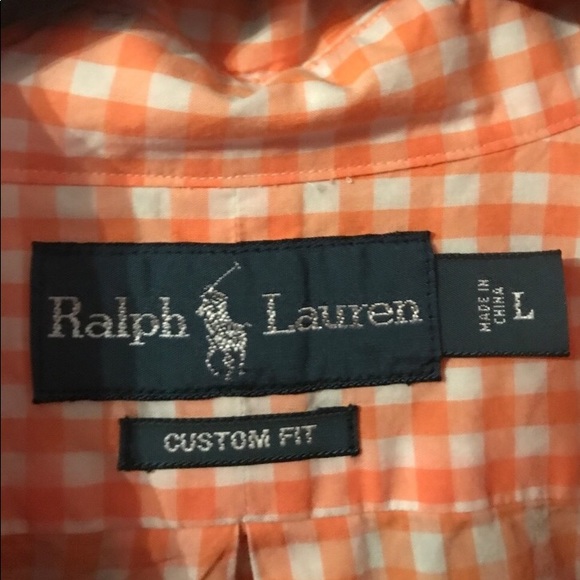 Ralph Lauren
MADE IN
CHINA
L
CUSTOM FIT